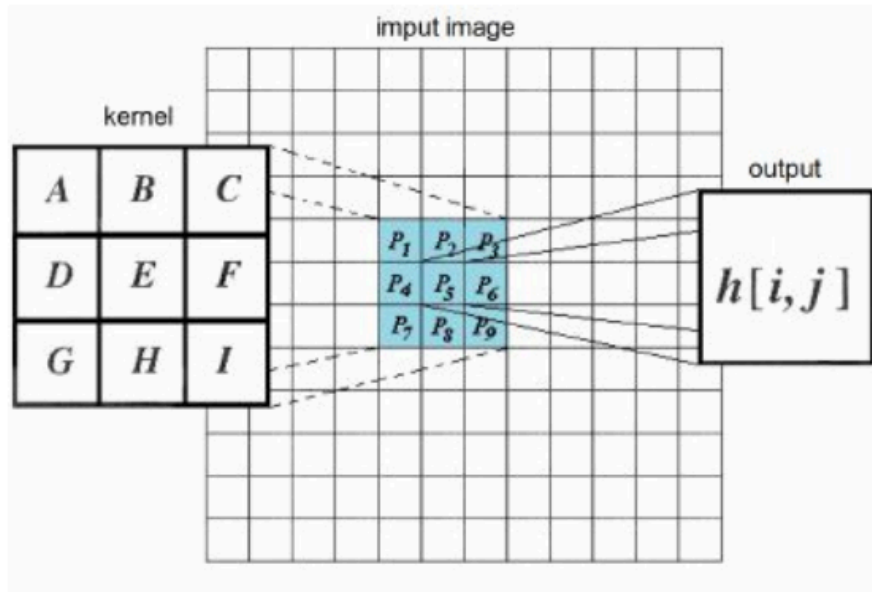 imput image
kernel
A B C
D E F
G H I
P1 P2 P3
P4 P5 P6
P7 P8 P9
output
h[i,j]